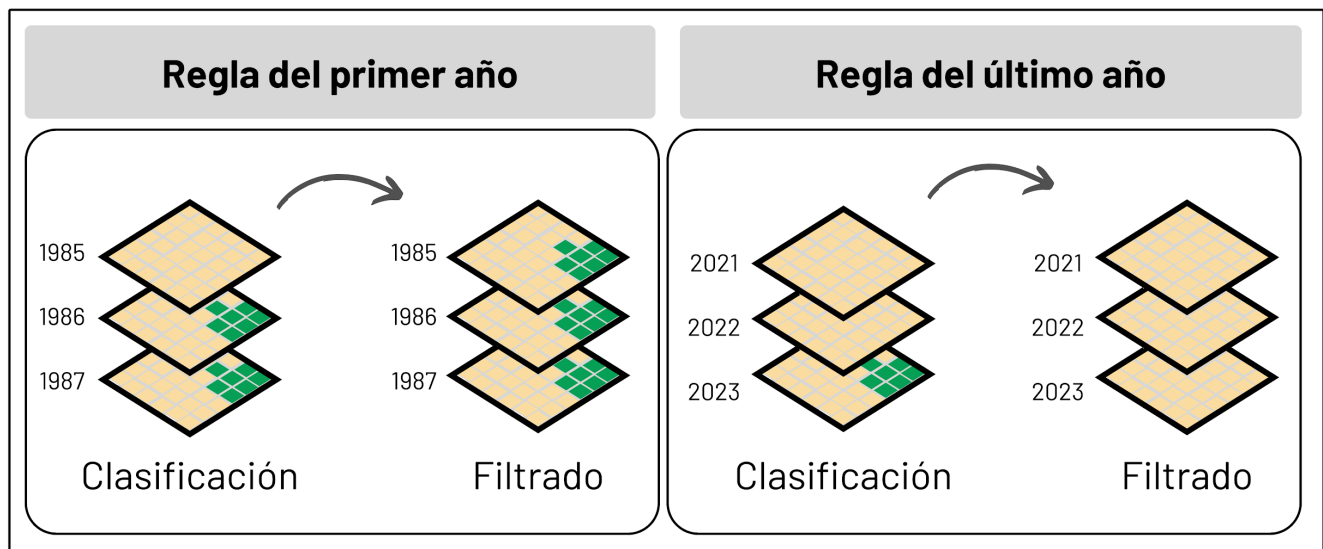 Regla del primer año
Regla del último año
1985
1986
1987
Clasificación
1985
1986
1987
Filtrado
2021
2022
2023
Clasificación
2021
2022
2023
Filtrado